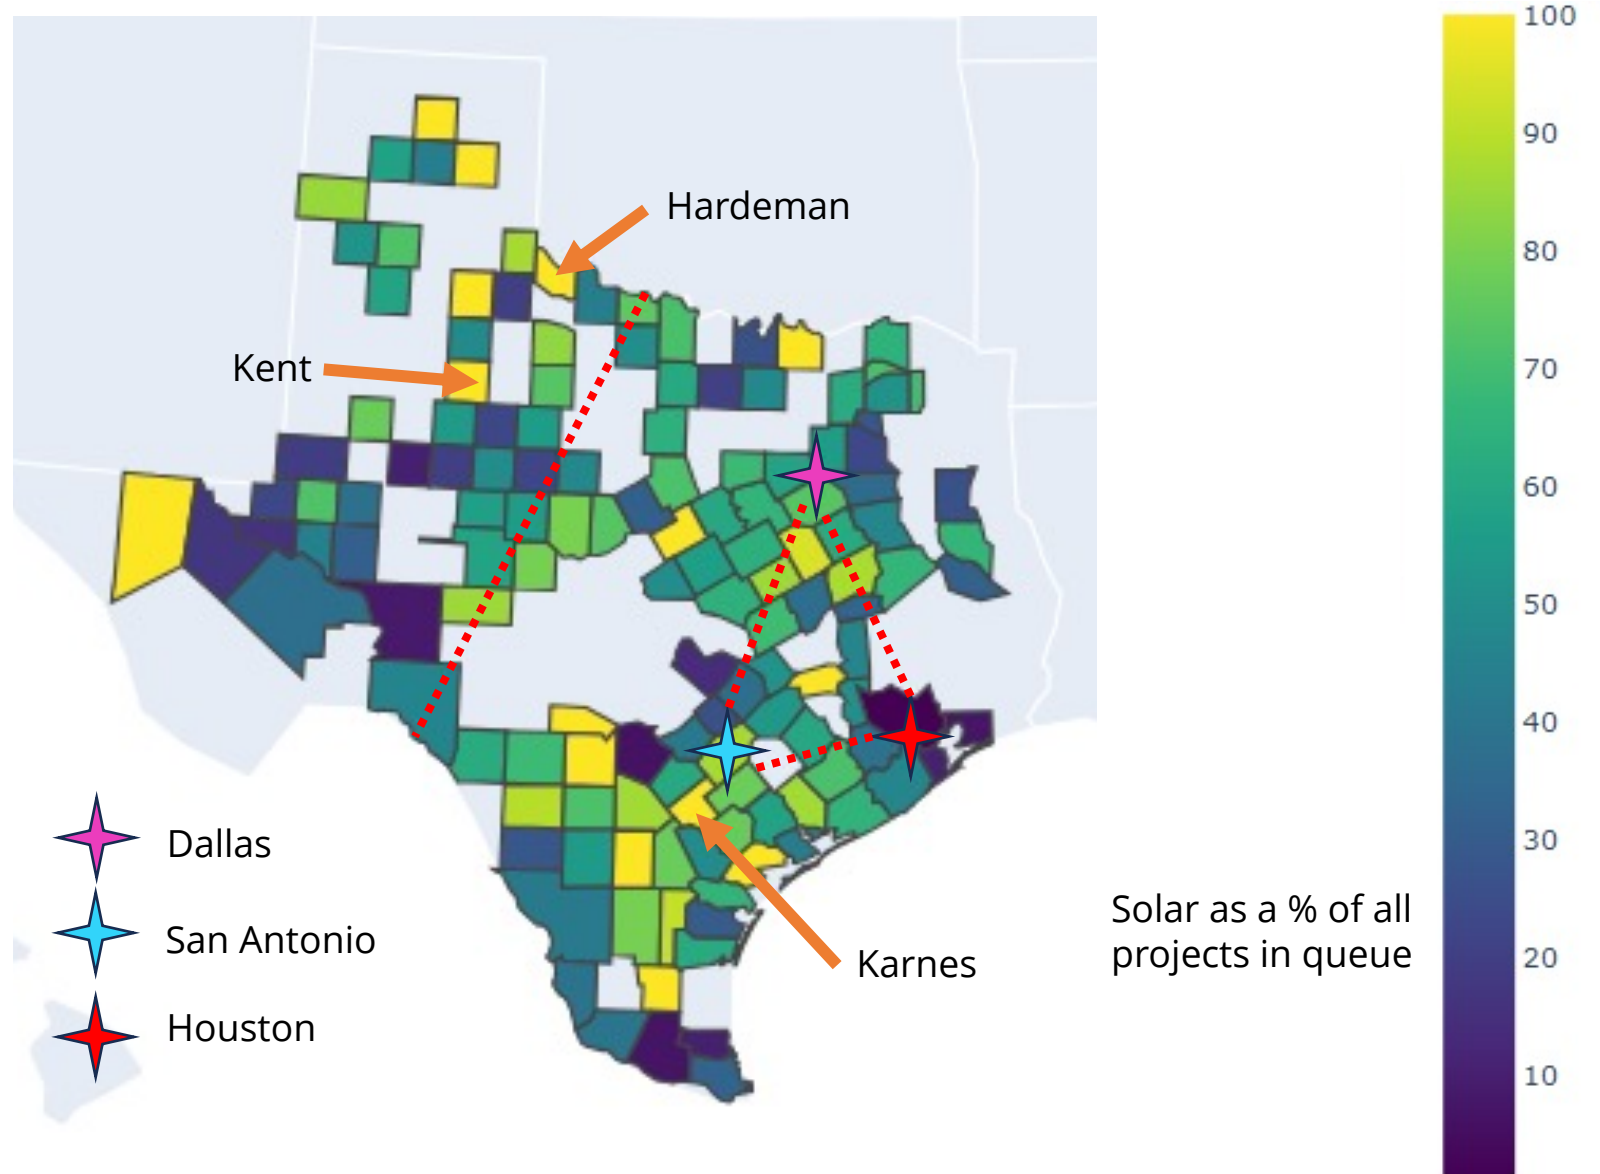 100
90
80
70
60
50
40
30
20
10
Hardeman
Kent
Dallas
San Antonio
Houston
Karnes
Solar as a % of all
projects in queue